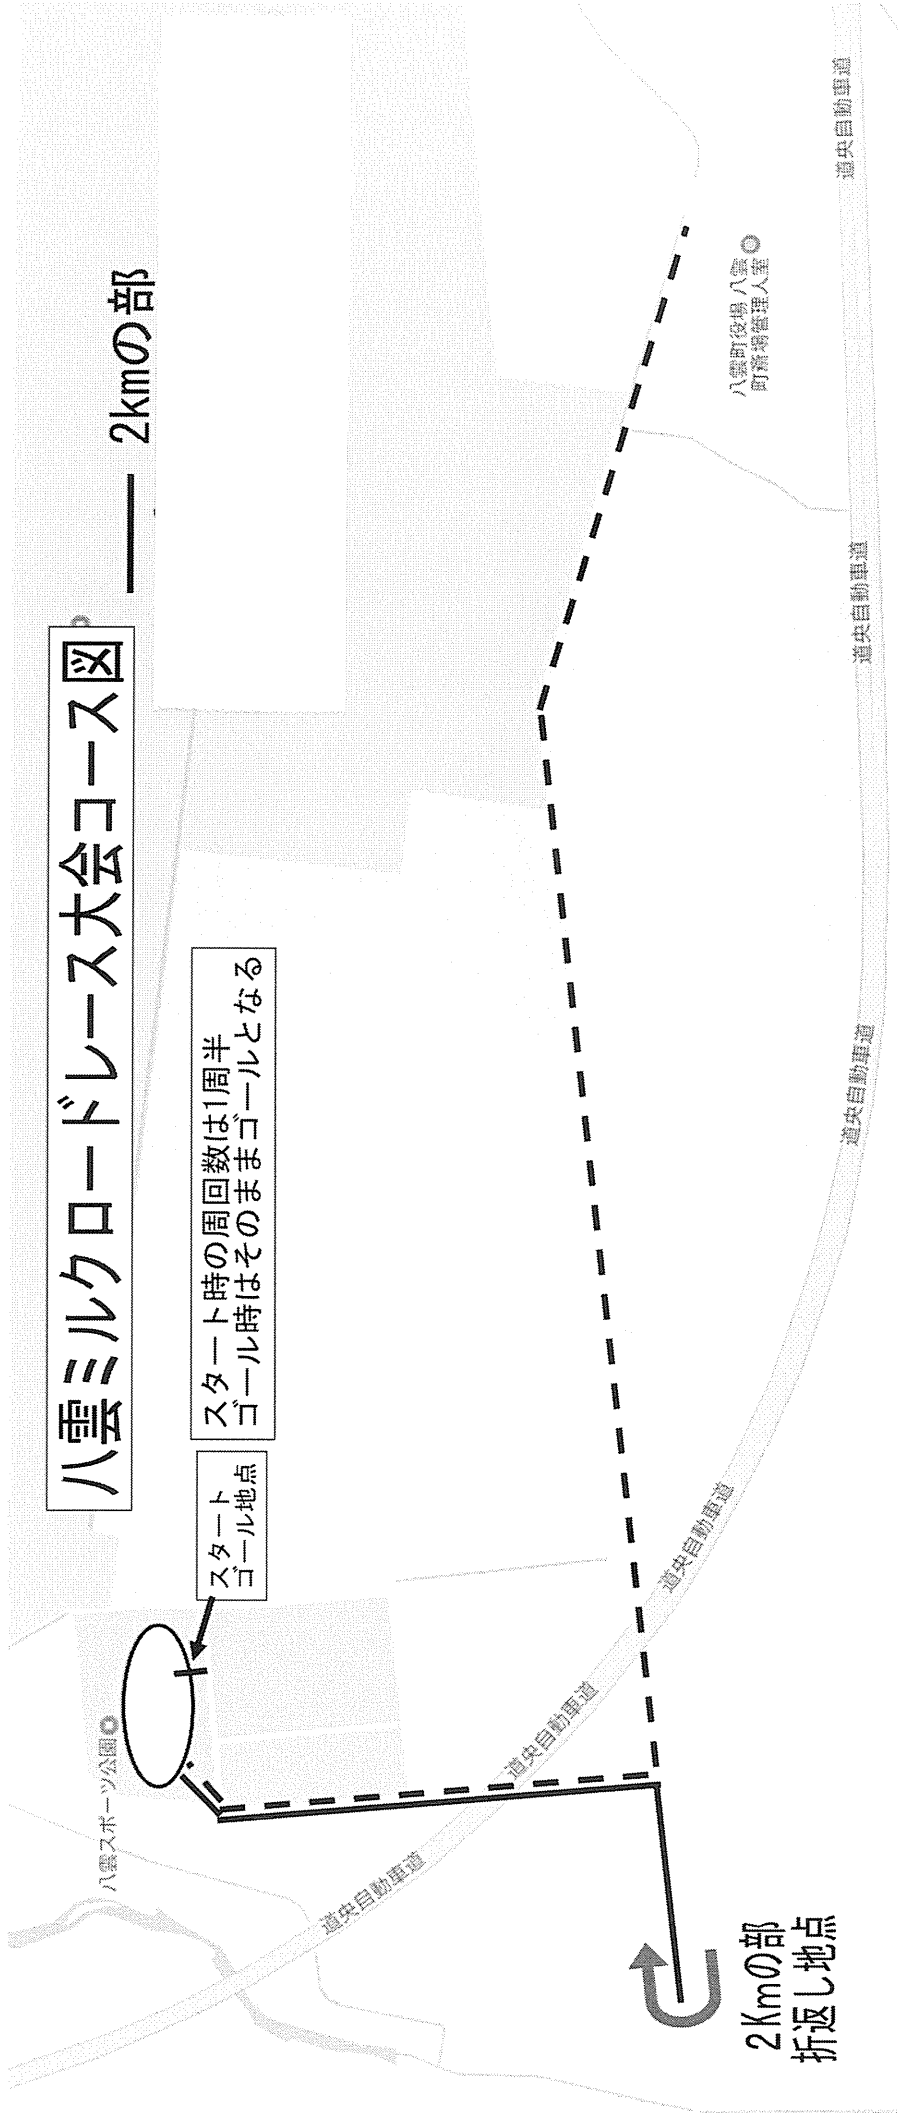 八雲ミルクロードレース大会コース図
2kmの部
スタート時の周回数は1周半
ゴール時はそのままゴールとなる
スタート
ゴール地点
八雲スポーツ公園
道央自動車道
道央自動車道
道央自動車道
道央自動車道
道央自動車道
道央自動車道
八雲町役場 八雲
町斎場管理人室
2Kmの部
折返し地点